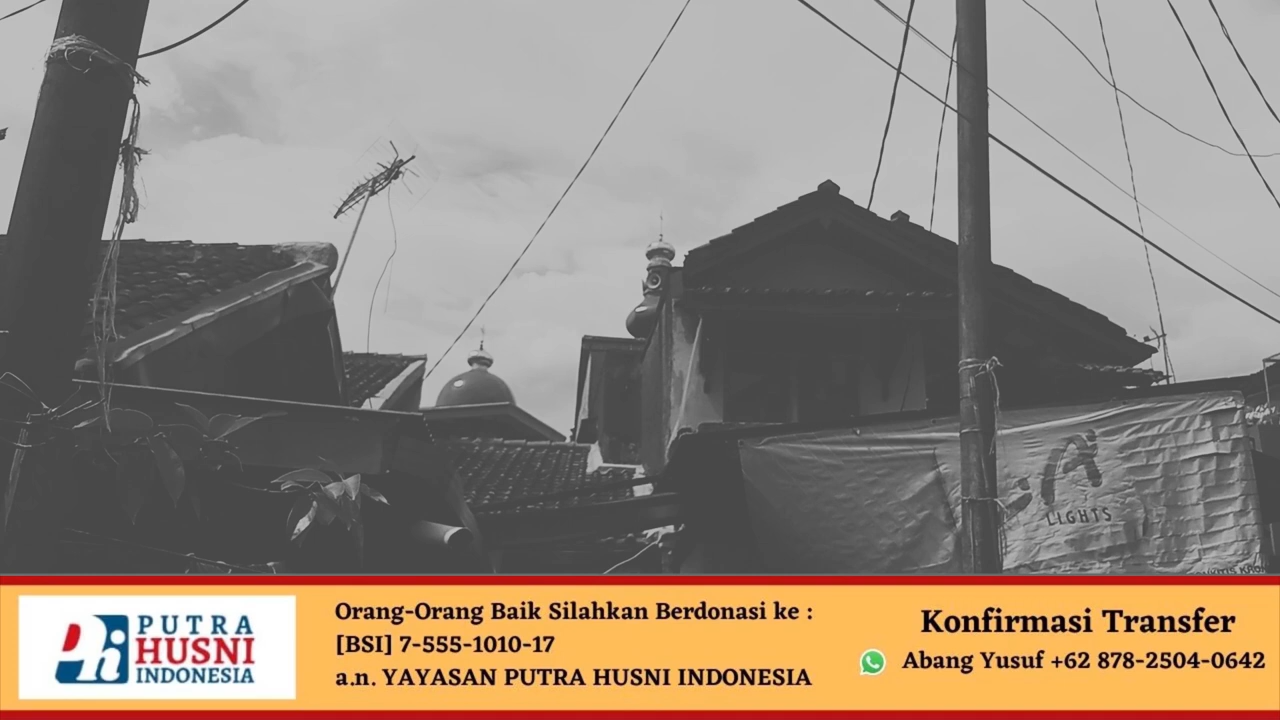 A
LIGHTS
PUTRA
HUSNI
INDONESIA
Orang-Orang Baik Silahkan Berdonasi ke :
[BSI] 7-555-1010-17
a.n. YAYASAN PUTRA HUSNI INDONESIA
Konfirmasi Transfer
Abang Yusuf +62 878-2504-0642